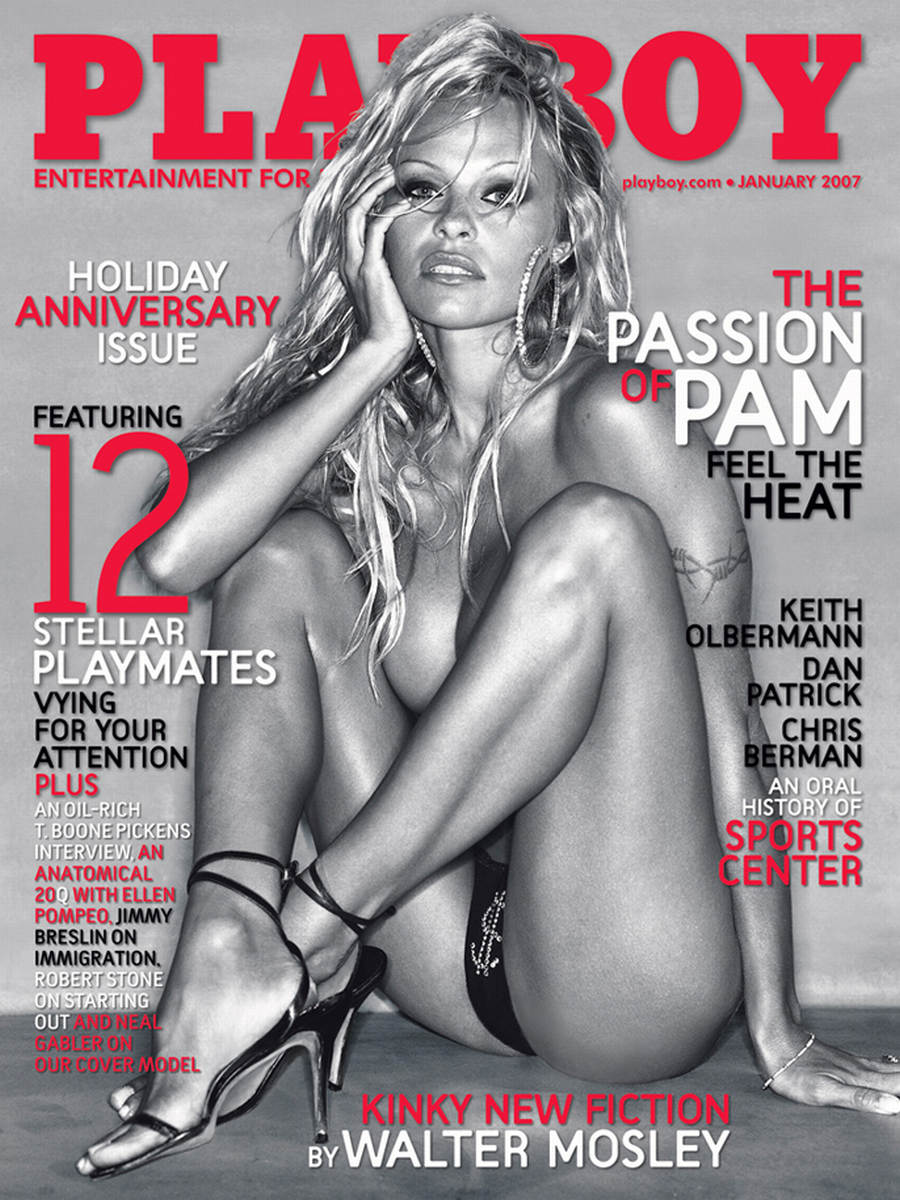 PLAYBOY
ENTERTAINMENT FOR
playboy.com • JANUARY 2007
HOLIDAY
ANNIVERSARY
ISSUE
FEATURING
12
STELLAR
PLAYMATES
VYING
FOR YOUR
ATTENTION
PLUS
AN OIL-RICH
T. BOONE PICKENS
INTERVIEW, AN
ANATOMICAL
20Q WITH ELLEN
POMPEO, JIMMY
BRESLIN ON
IMMIGRATION,
ROBERT STONE
ON STARTING
OUT AND NEAL
GABLER ON
OUR COVER MODEL
THE
PASSION
OF PAM
FEEL THE
HEAT
KEITH
OLBERMANN
DAN
PATRICK
CHRIS
BERMAN
AN ORAL
HISTORY OF
SPORTS
CENTER
KINKY NEW FICTION
BY WALTER MOSLEY